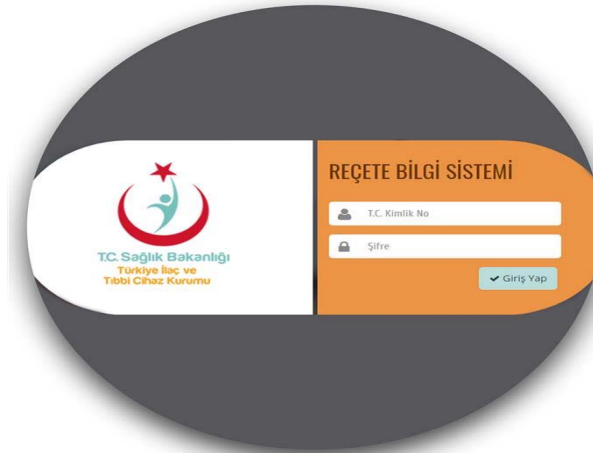 T.C. Sağlık Bakanlığı
Türkiye İlaç ve
Tıbbi Cihaz Kurumu
REÇETE BİLGİ SİSTEMİ
T.C. Kimlik No
Şifre
Giriş Yap